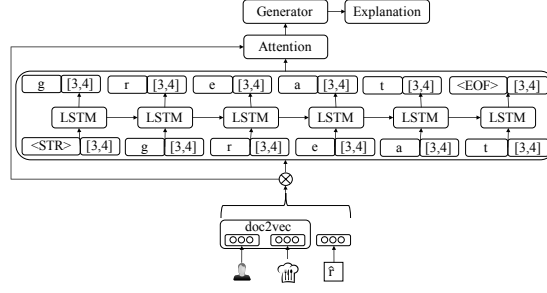 Generator Explanation
Attention
g [3,4] r [3,4] e [3,4] a [3,4] t [3,4] <EOF> [3,4]
LSTM LSTM LSTM LSTM LSTM LSTM
<STR> [3,4] g [3,4] r [3,4] e [3,4] a [3,4] t [3,4]
doc2vec
r̂